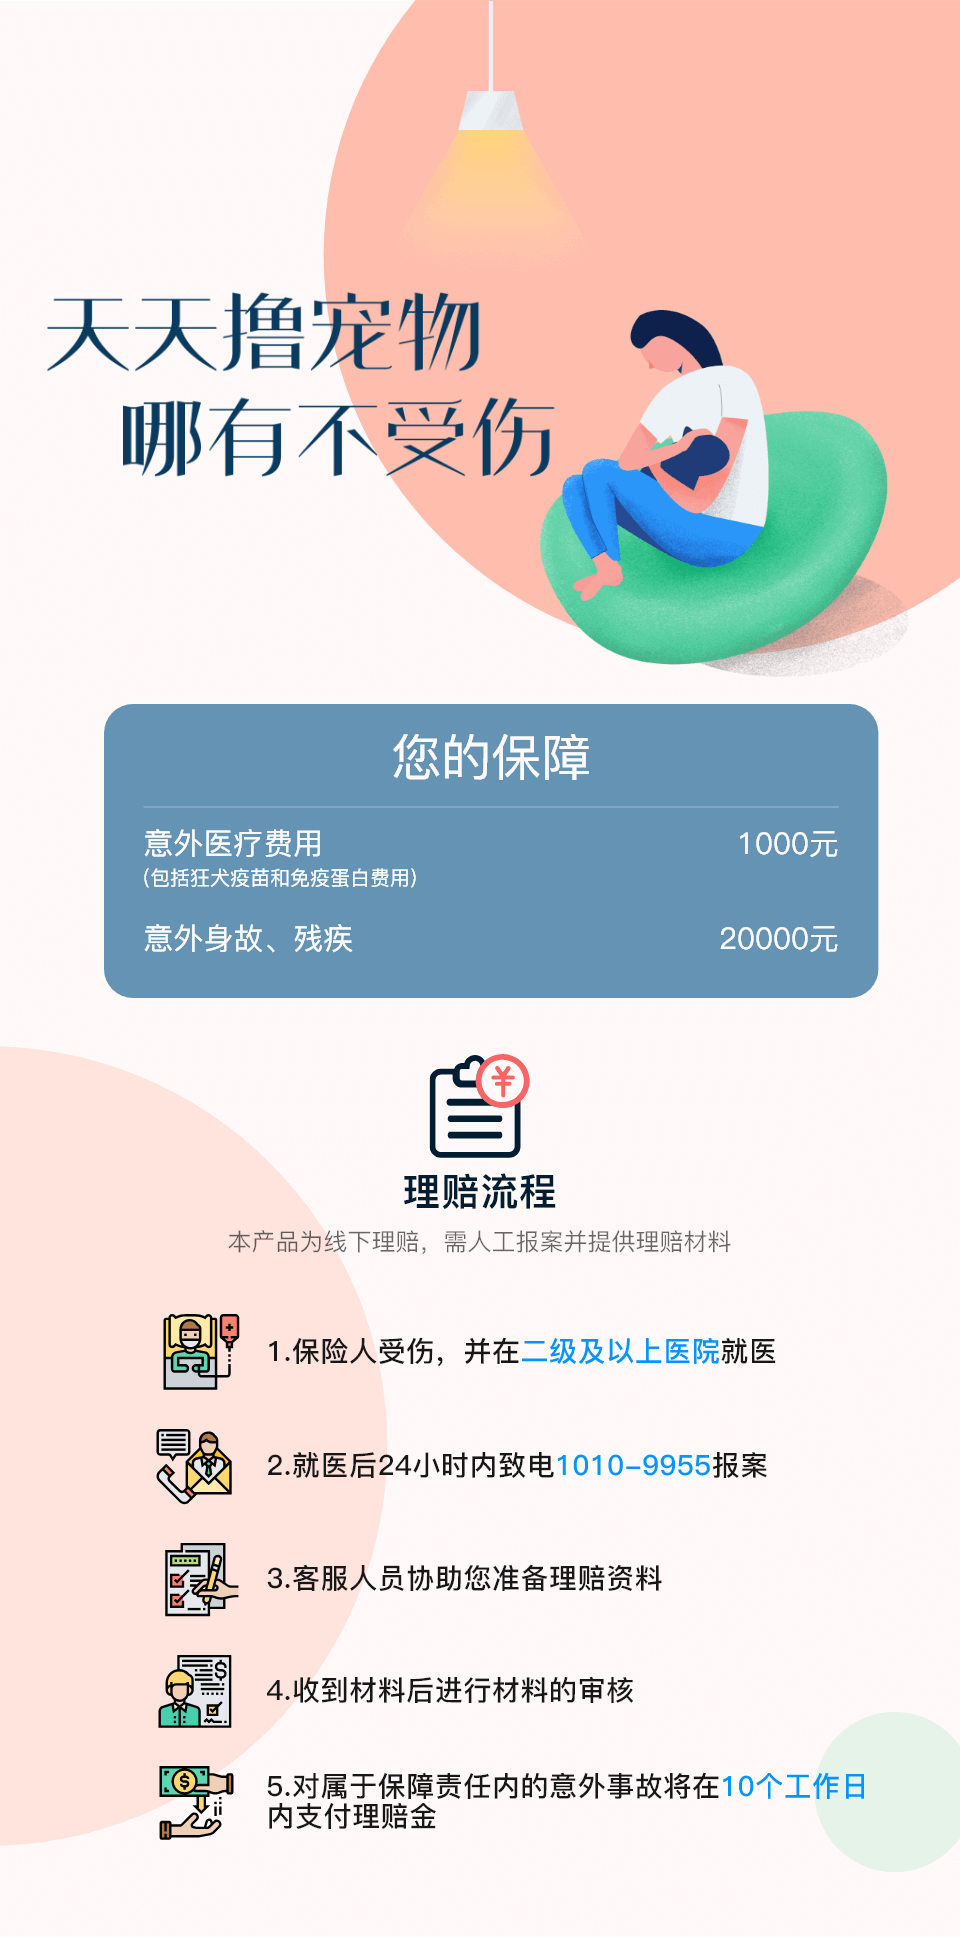 天天撸宠物
哪有不受伤
您的保障
意外医疗费用 1000元
(包括狂犬疫苗和免疫蛋白费用)
意外身故、残疾 20000元
¥
理赔流程
本产品为线下理赔，需人工报案并提供理赔材料
1.保险人受伤，并在二级及以上医院就医
2.就医后24小时内致电1010-9955报案
3.客服人员协助您准备理赔资料
$
4.收到材料后进行材料的审核
$
5.对属于保障责任内的意外事故将在10个工作日
内支付理赔金